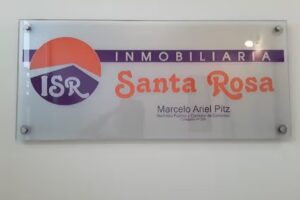 INMOBILIARIA
ISR
Santa Rosa
Marcelo Ariel Pitz